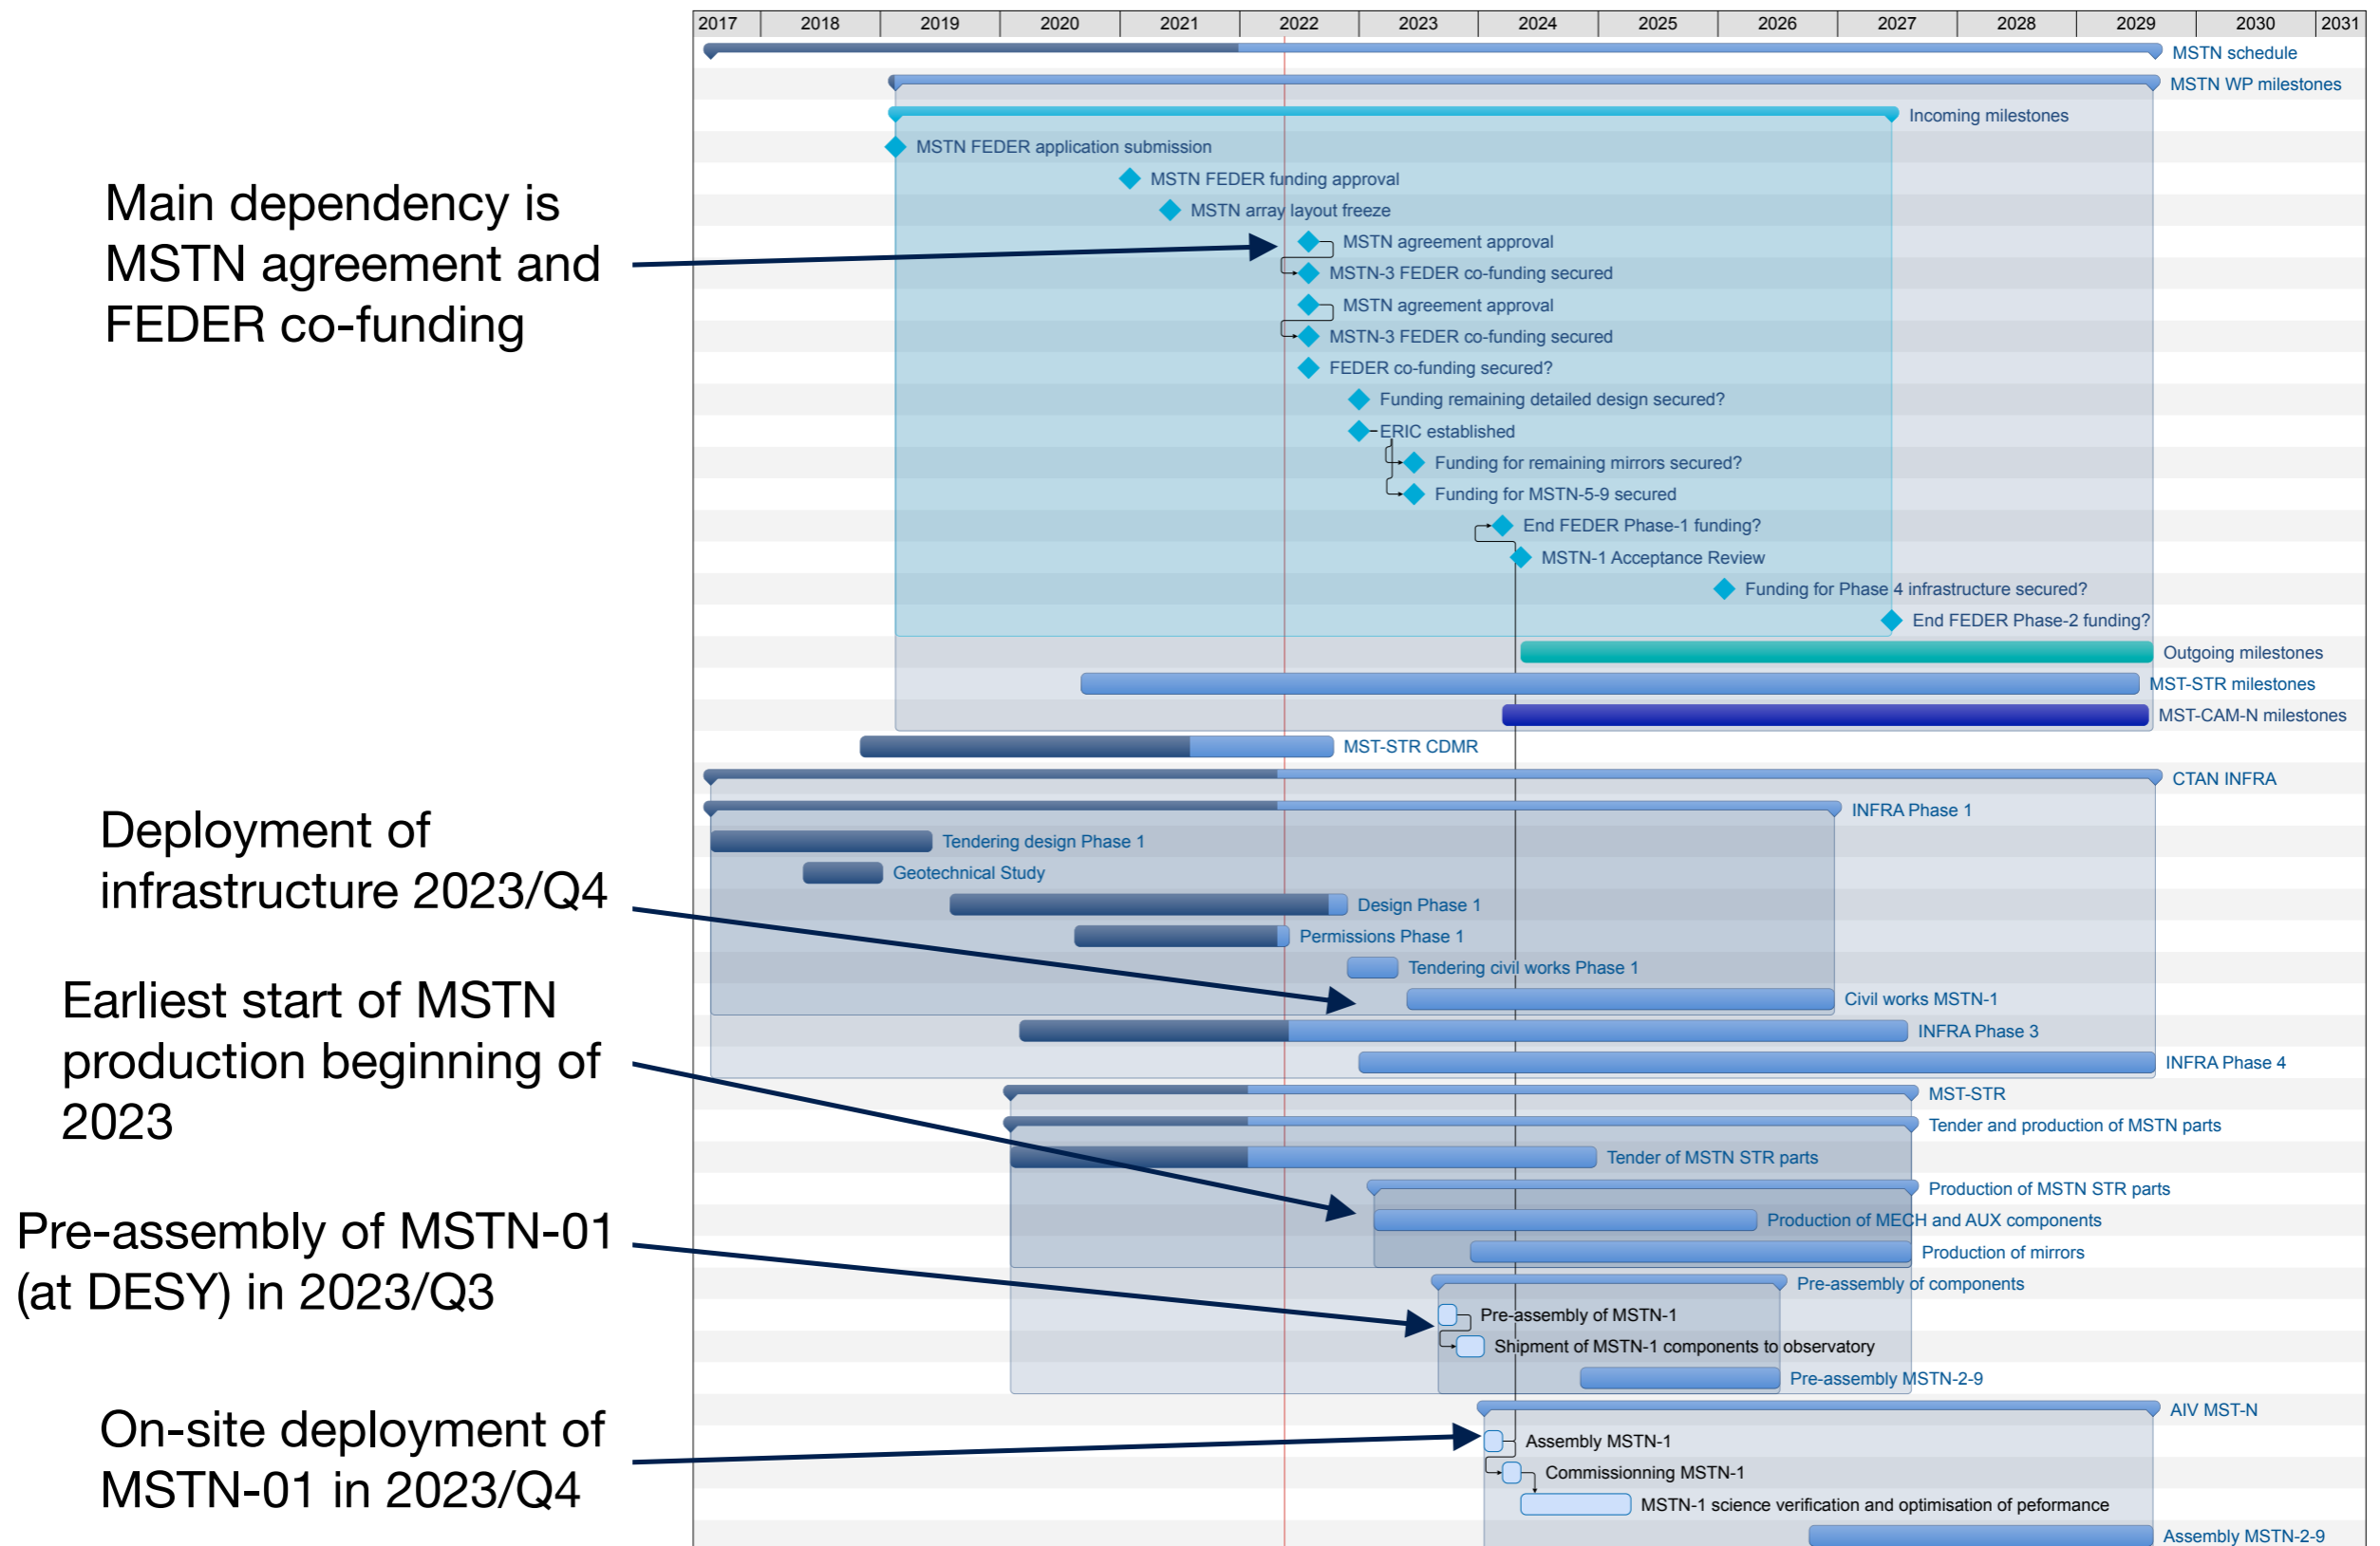 2017 2018 2019 2020 2021 2022 2023 2024 2025 2026 2027 2028 2029 2030 2031
MSTN schedule
MSTN WP milestones
Incoming milestones
MSTN FEDER application submission
MSTN FEDER funding approval
MSTN array layout freeze
Main dependency is
MSTN agreement and
FEDER co-funding
MSTN agreement approval
MSTN-3 FEDER co-funding secured
MSTN agreement approval
MSTN-3 FEDER co-funding secured
FEDER co-funding secured?
Funding remaining detailed design secured?
ERIC established
Funding for remaining mirrors secured?
Funding for MSTN-5-9 secured
End FEDER Phase-1 funding?
MSTN-1 Acceptance Review
Funding for Phase 4 infrastructure secured?
End FEDER Phase-2 funding?
Outgoing milestones
MST-STR milestones
MST-CAM-N milestones
MST-STR CDMR
CTAN INFRA
INFRA Phase 1
Deployment of
infrastructure 2023/Q4
Tendering design Phase 1
Geotechnical Study
Design Phase 1
Permissions Phase 1
Tendering civil works Phase 1
Civil works MSTN-1
Earliest start of MSTN
production beginning of
2023
INFRA Phase 3
INFRA Phase 4
MST-STR
Tender and production of MSTN parts
Tender of MSTN STR parts
Production of MSTN STR parts
Production of MECH and AUX components
Production of mirrors
Pre-assembly of MSTN-01
(at DESY) in 2023/Q3
Pre-assembly of components
Pre-assembly of MSTN-1
Shipment of MSTN-1 components to observatory
Pre-assembly MSTN-2-9
On-site deployment of
MSTN-01 in 2023/Q4
AIV MST-N
Assembly MSTN-1
Commissionning MSTN-1
MSTN-1 science verification and optimisation of peformance
Assembly MSTN-2-9